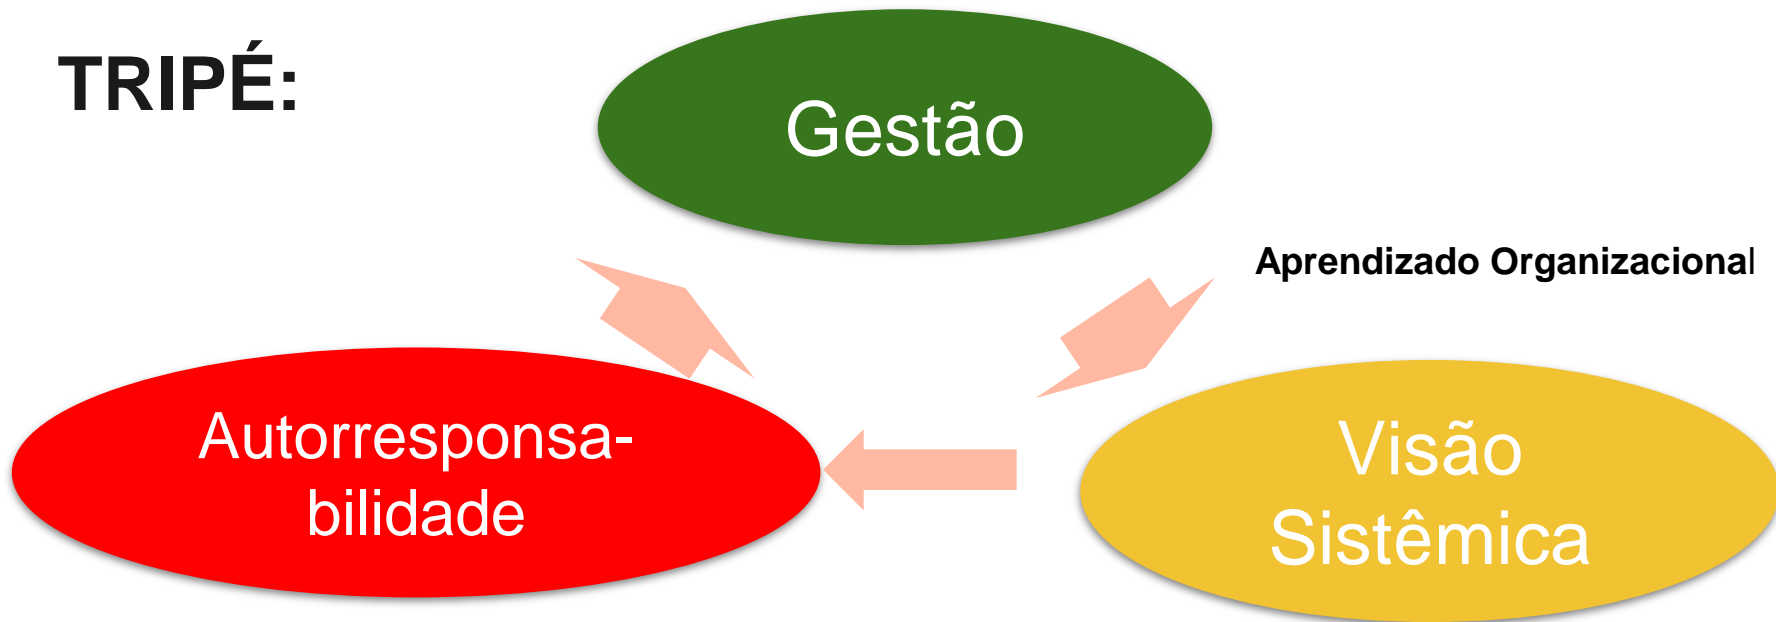 TRIPÉ:
Gestão
Aprendizado Organizacional
Autorresponsa-
bilidade
Visão
Sistêmica